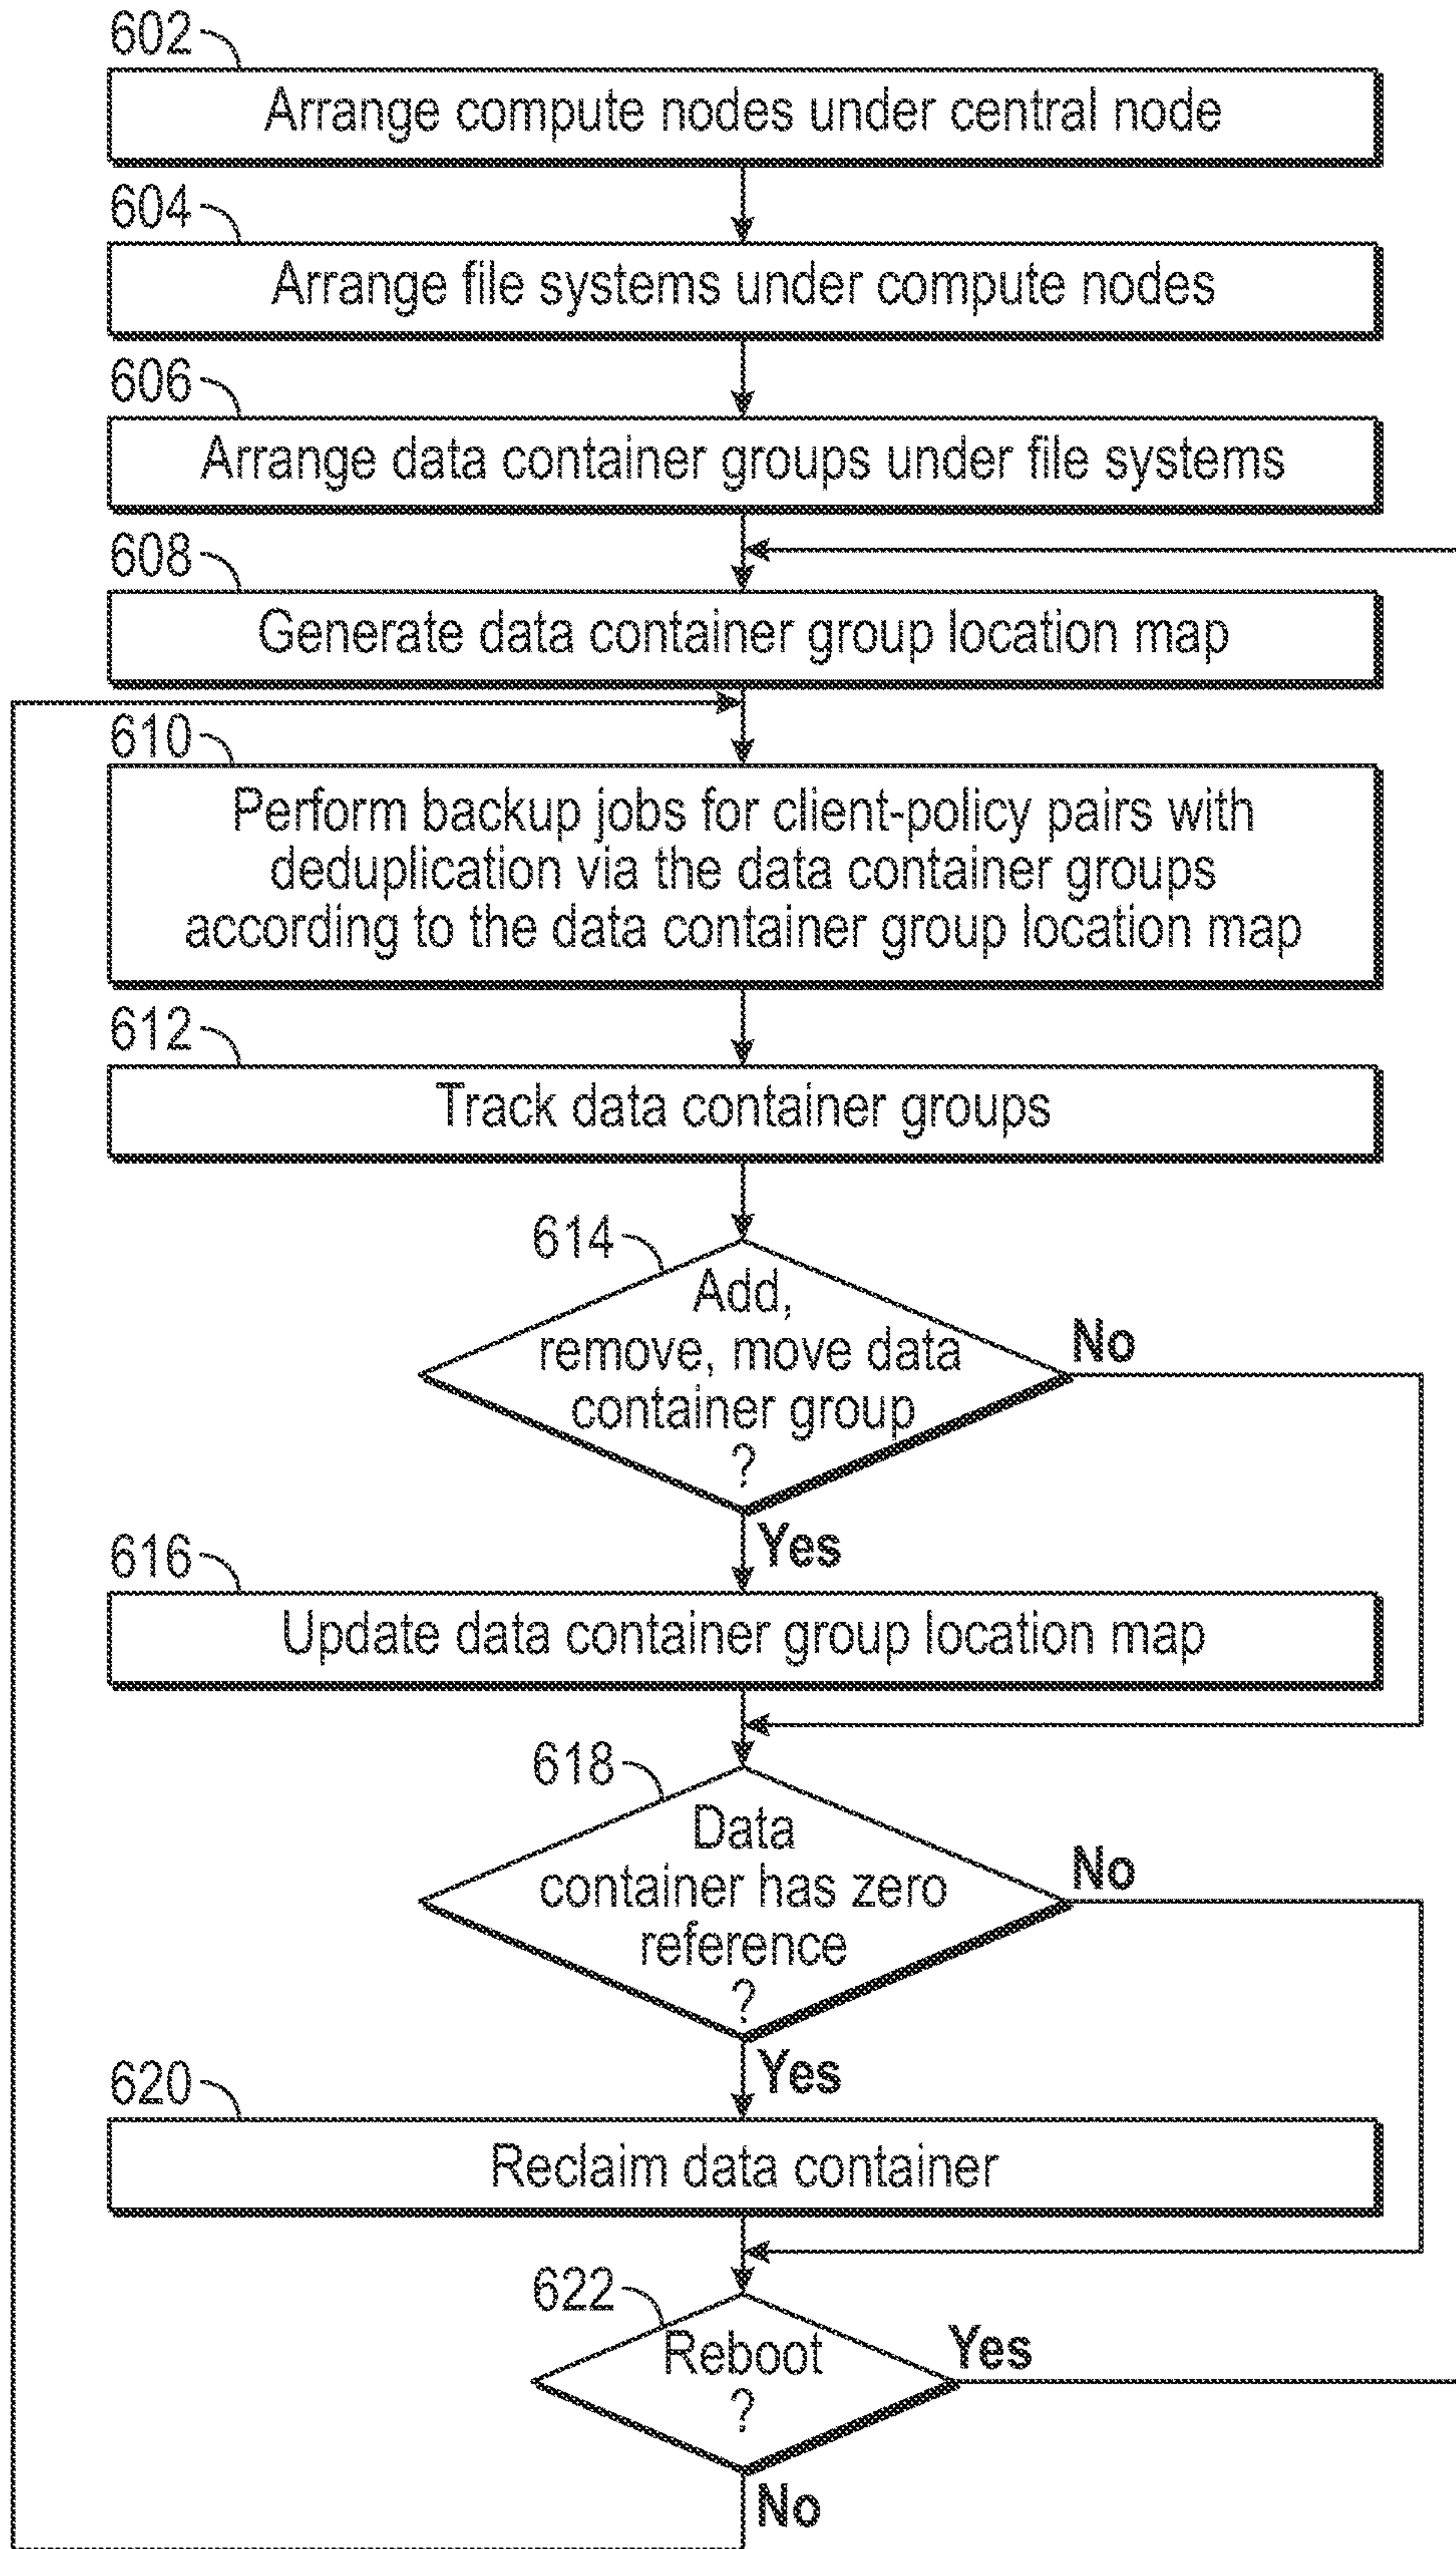 602
Arrange compute nodes under central node
604
Arrange file systems under compute nodes
606
Arrange data container groups under file systems
608
Generate data container group location map
610
Perform backup jobs for client-policy pairs with
deduplication via the data container groups
according to the data container group location map
612
Track data container groups
614
Add,
remove, move data
container group
?
No
Yes
616
Update data container group location map
618
Data
container has zero
reference
?
No
Yes
620
Reclaim data container
622
Reboot
?
Yes
No